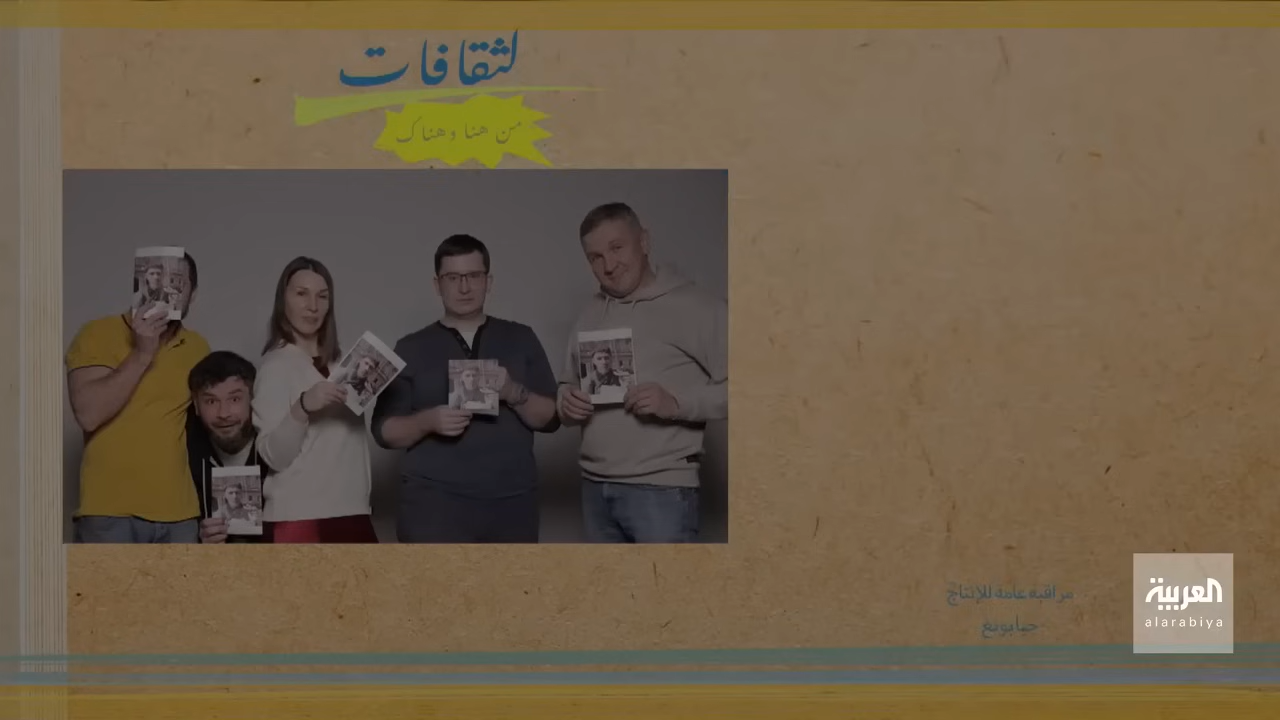 لثقافات
من هنا وهناك
مراقبة عامة للإنتاج
العربية
alarabiya